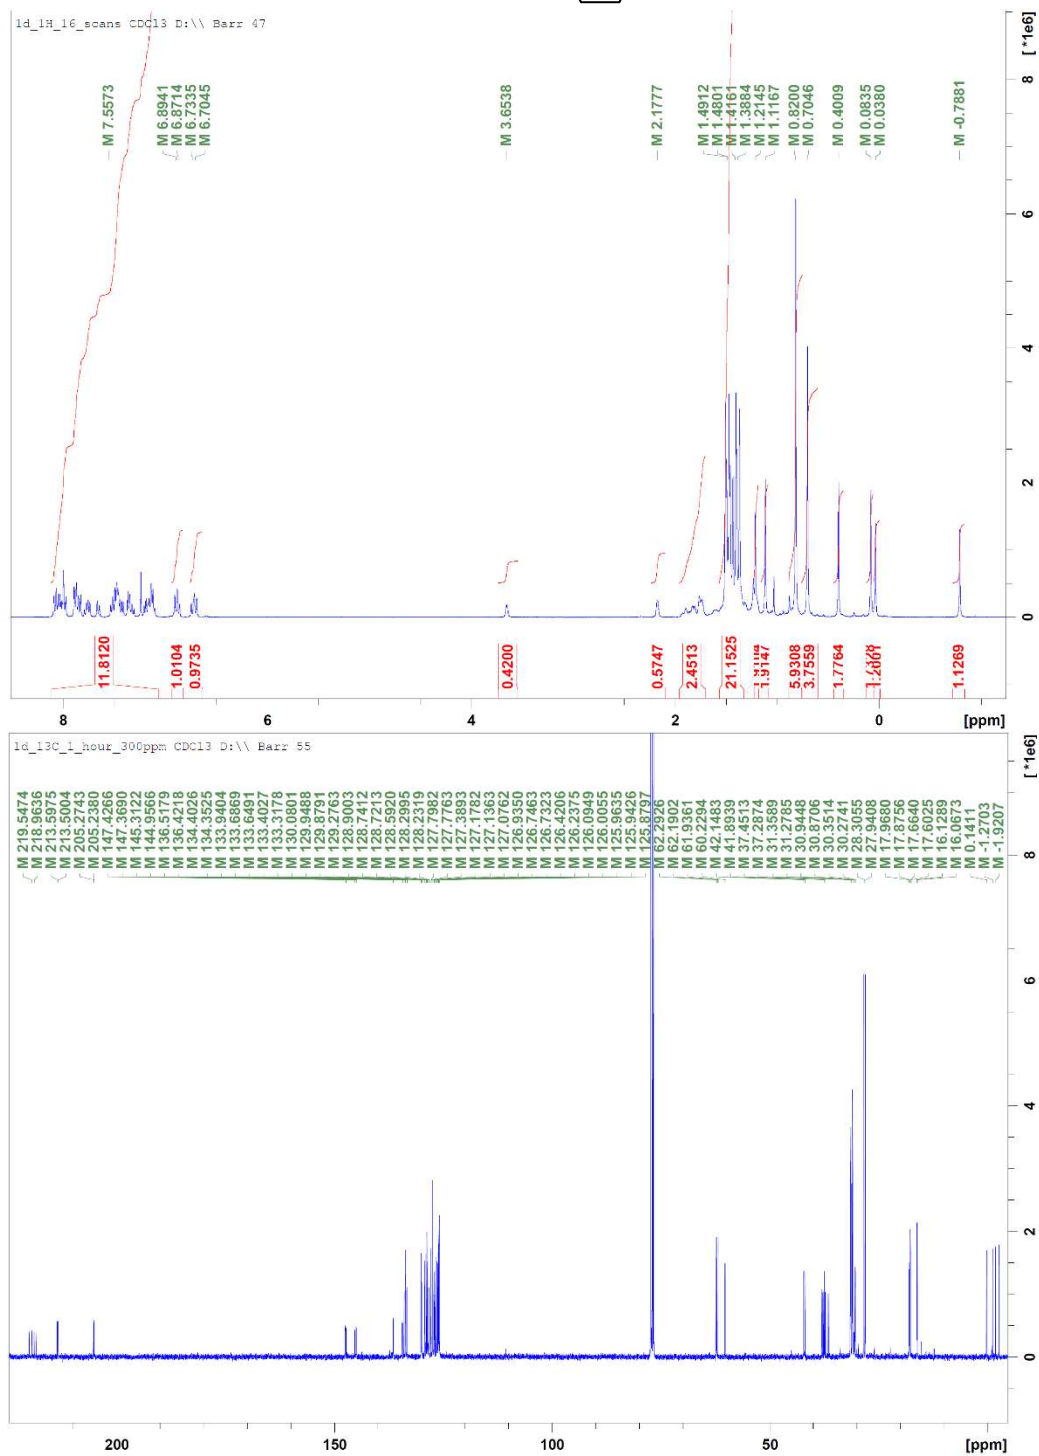 1d_1H_16_scans CDCl3 D:\\ Barr 47
[*1e6]
M 7.5573
M 6.8941
M 6.8714
M 6.7335
M 6.7045
M 3.6538
M 2.1777
M 1.4912
M 1.4801
M 1.4161
M 1.3884
M 1.2145
M 1.1167
M 0.8200
M 0.7046
M 0.4009
M 0.0835
M 0.0380
M -0.7881
8
6
4
2
0
11.8120
1.0104
0.9735
0.4200
0.5747
2.4513
21.1525
1.9147
5.9308
3.7559
1.7764
1.2001
1.1269
8 6 4 2 0 [ppm]
1d_13C_1_hour_300ppm CDCl3 D:\\ Barr 55
[*1e6]
M 219.5474
M 218.9636
M 213.5975
M 213.5004
M 205.2743
M 205.2380
M 147.4266
M 147.3690
M 145.3122
M 144.9566
M 136.5179
M 136.4218
M 134.4026
M 134.3525
M 133.9404
M 133.6869
M 133.6491
M 133.4027
M 133.3178
M 130.0801
M 129.9488
M 129.8791
M 129.2763
M 128.9003
M 128.7412
M 128.7213
M 128.5920
M 128.2995
M 128.2319
M 127.7982
M 127.7763
M 127.3893
M 127.1782
M 127.1363
M 127.0762
M 126.9350
M 126.7463
M 126.7323
M 126.4206
M 126.2375
M 126.0949
M 126.0055
M 125.9635
M 125.9426
M 125.8797
M 62.2926
M 62.1902
M 61.9361
M 60.2294
M 42.1483
M 41.8939
M 37.4513
M 37.2874
M 31.3589
M 31.2785
M 30.9448
M 30.8706
M 30.3514
M 30.2741
M 28.3055
M 27.9408
M 17.9680
M 17.8756
M 17.6640
M 17.6025
M 16.1289
M 16.0673
M 0.1411
M -1.2703
M -1.9207
8
6
4
2
0
200 150 100 50 [ppm]